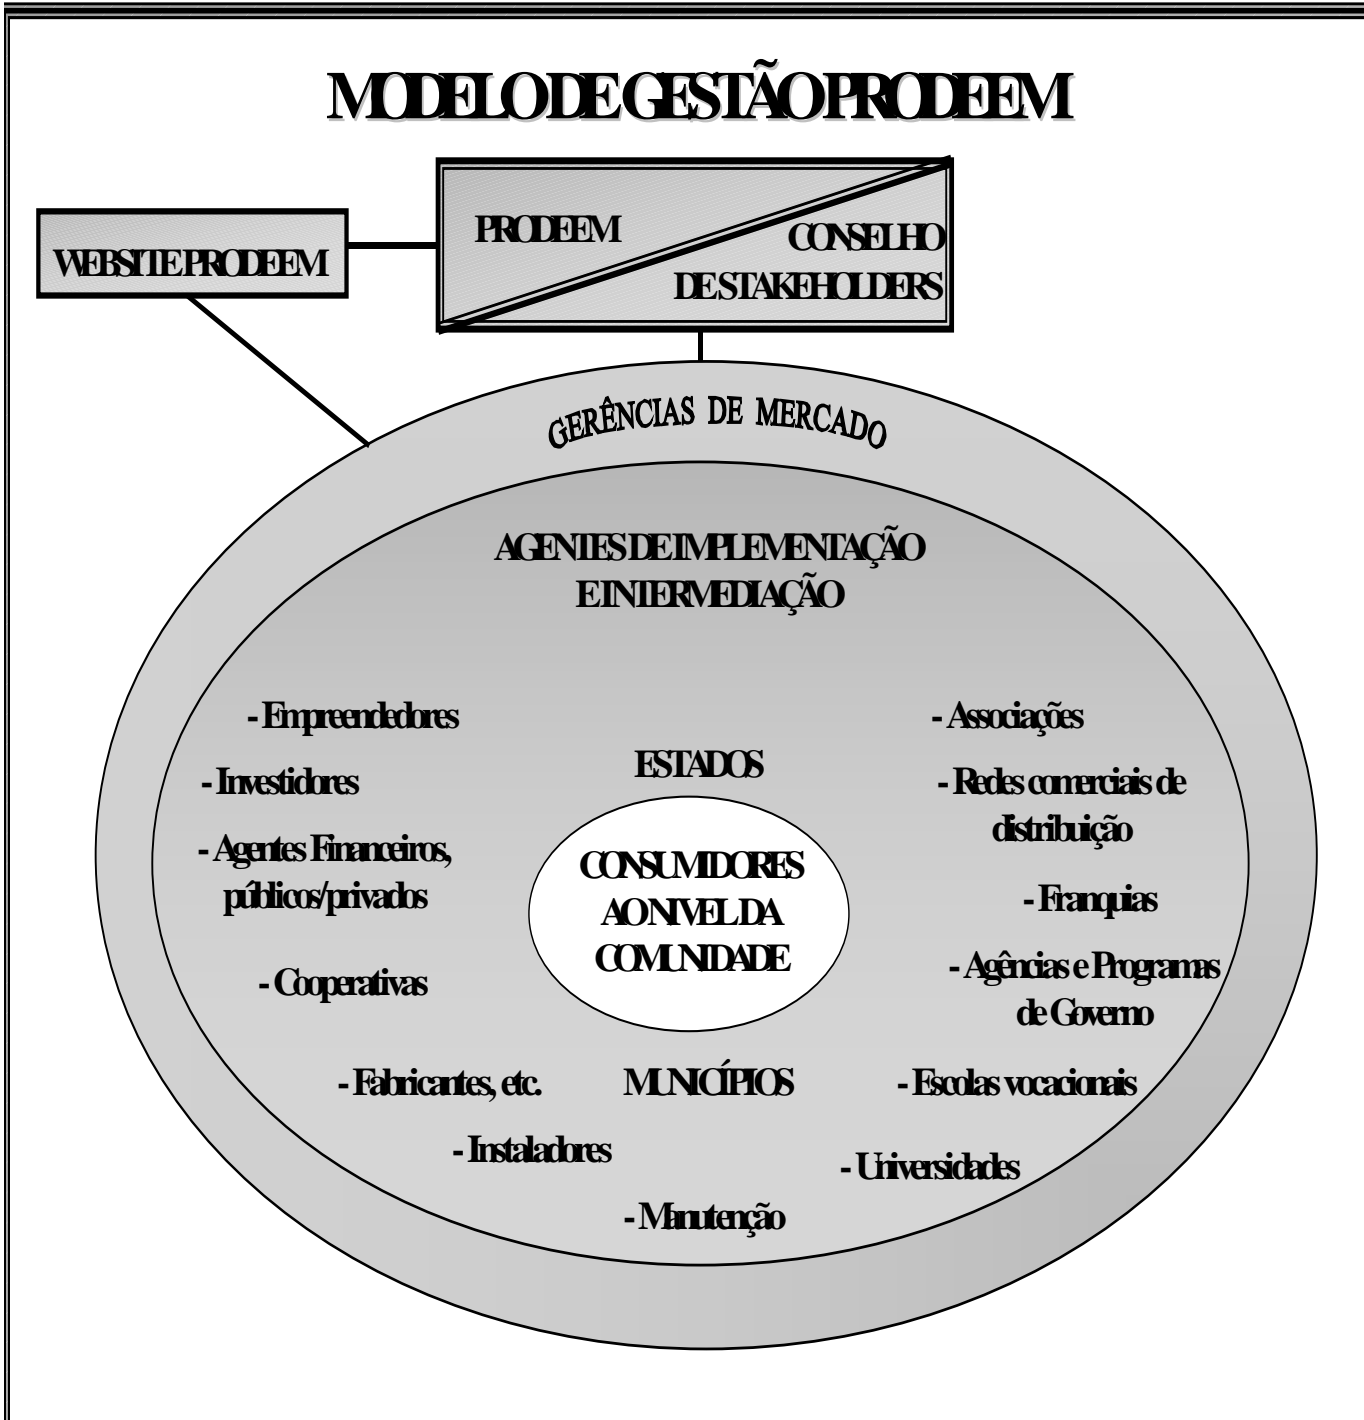 MODELO DE GESTÃO PRODEEM
PRODEEM
CONSELHO
DE STAKEHOLDERS
WEBSITE PRODEEM
GERÊNCIAS DE MERCADO
AGENTES DE IMPLEMENTAÇÃO
E INTERMEDIAÇÃO
- Empreendedores
- Investidores
- Agentes Financeiros,
públicos/privados
- Cooperativas
- Fabricantes, etc.
- Instaladores
- Manutenção
ESTADOS
CONSUMIDORES
AO NIVEL DA
COMUNIDADE
MUNICÍPIOS
- Associações
- Redes comerciais de
distribuição
- Franquias
- Agências e Programas
de Governo
- Escolas vocacionais
- Universidades